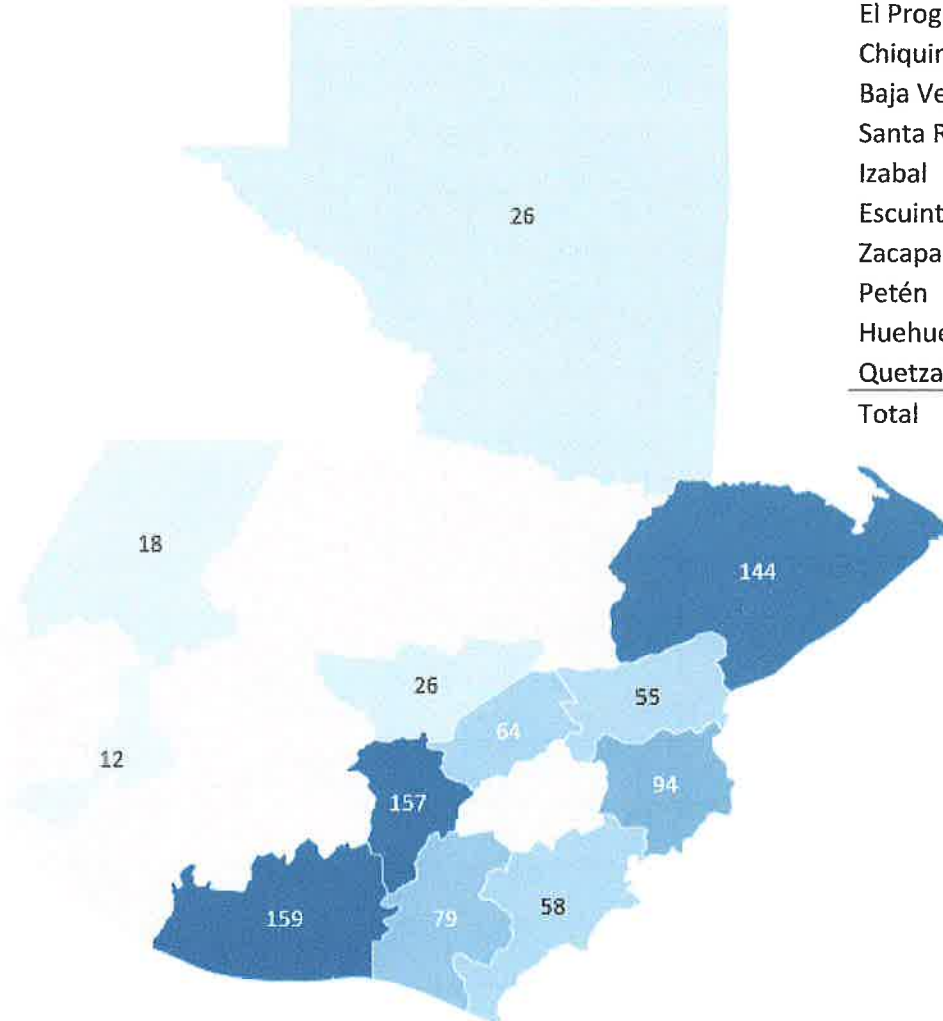 El Prog
Chiquir
Baja Ve
Santa R
Izabal
Escuint
Zacapa
Petén
Huehue
Quetza
Total
26
18
144
26
55
64
12
94
157
58
159
79